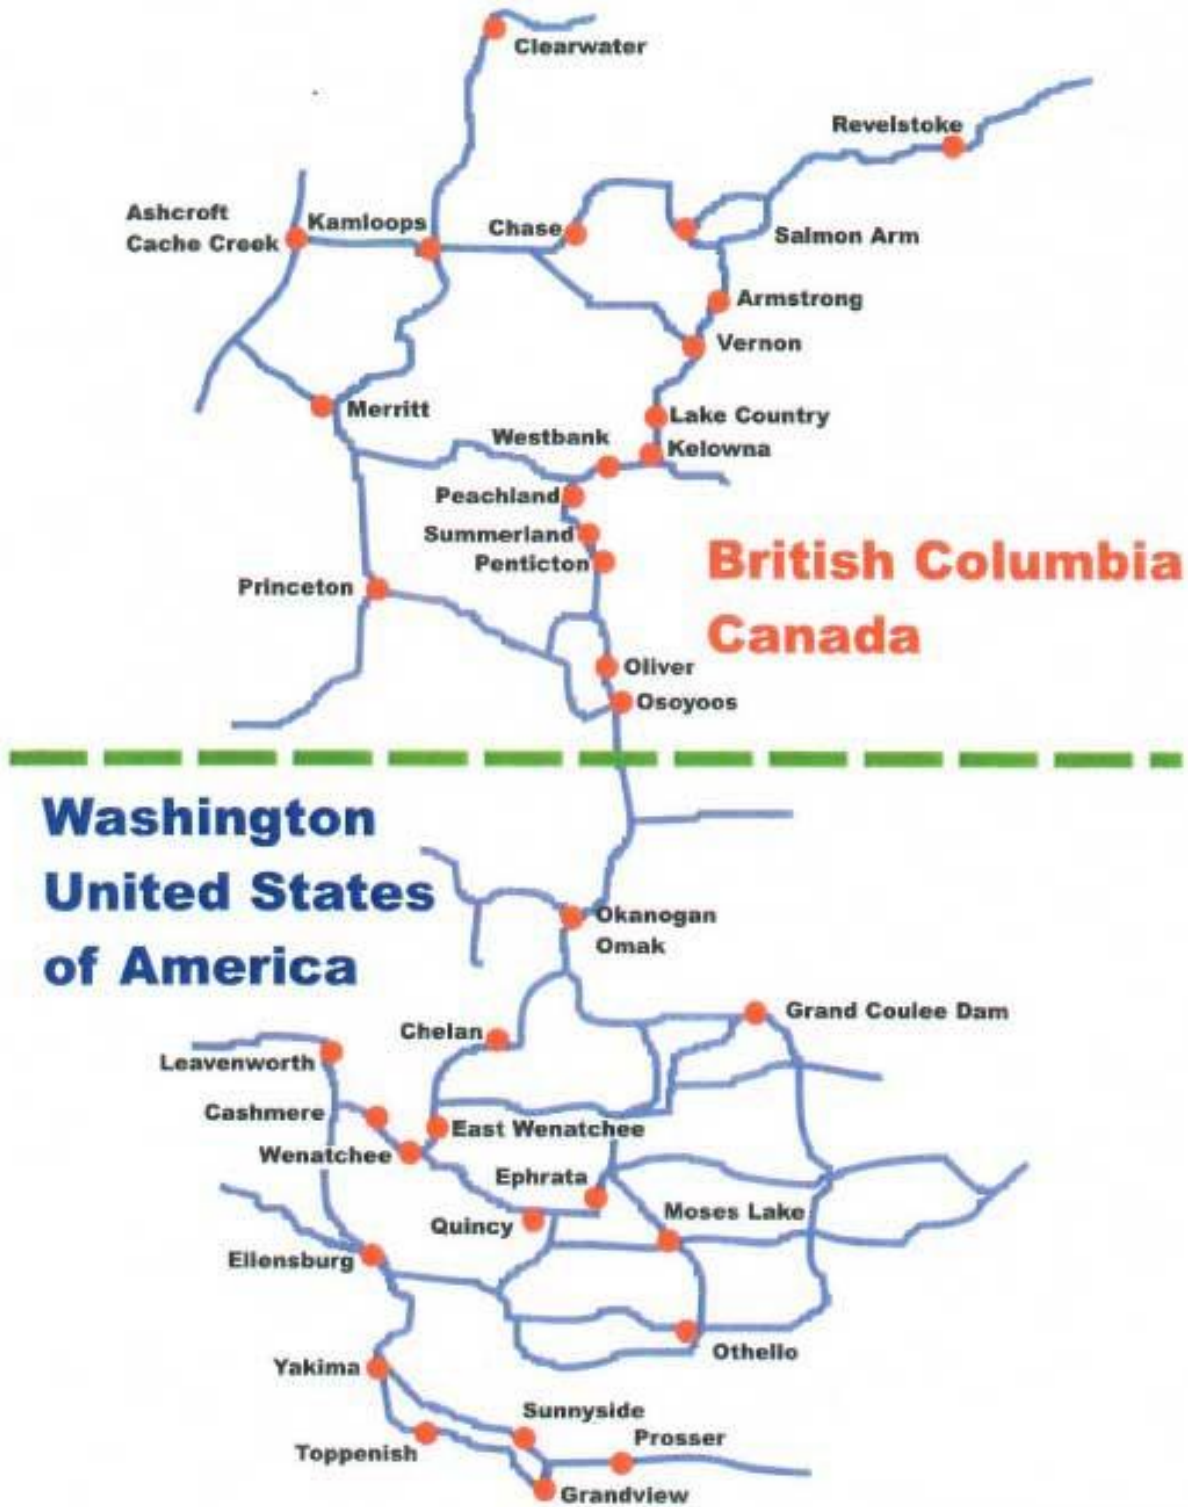 Clearwater
Revelstoke
Ashcroft
Cache Creek
Kamloops
Chase
Salmon Arm
Armstrong
Vernon
Merritt
Lake Country
Westbank
Kelowna
Peachland
Summerland
Penticton
British Columbia
Canada
Princeton
Oliver
Osoyoos
Washington
United States
of America
Okanogan
Omak
Grand Coulee Dam
Chelan
Leavenworth
Cashmere
East Wenatchee
Wenatchee
Ephrata
Moses Lake
Quincy
Ellensburg
Othello
Yakima
Sunnyside
Prosser
Toppenish
Grandview